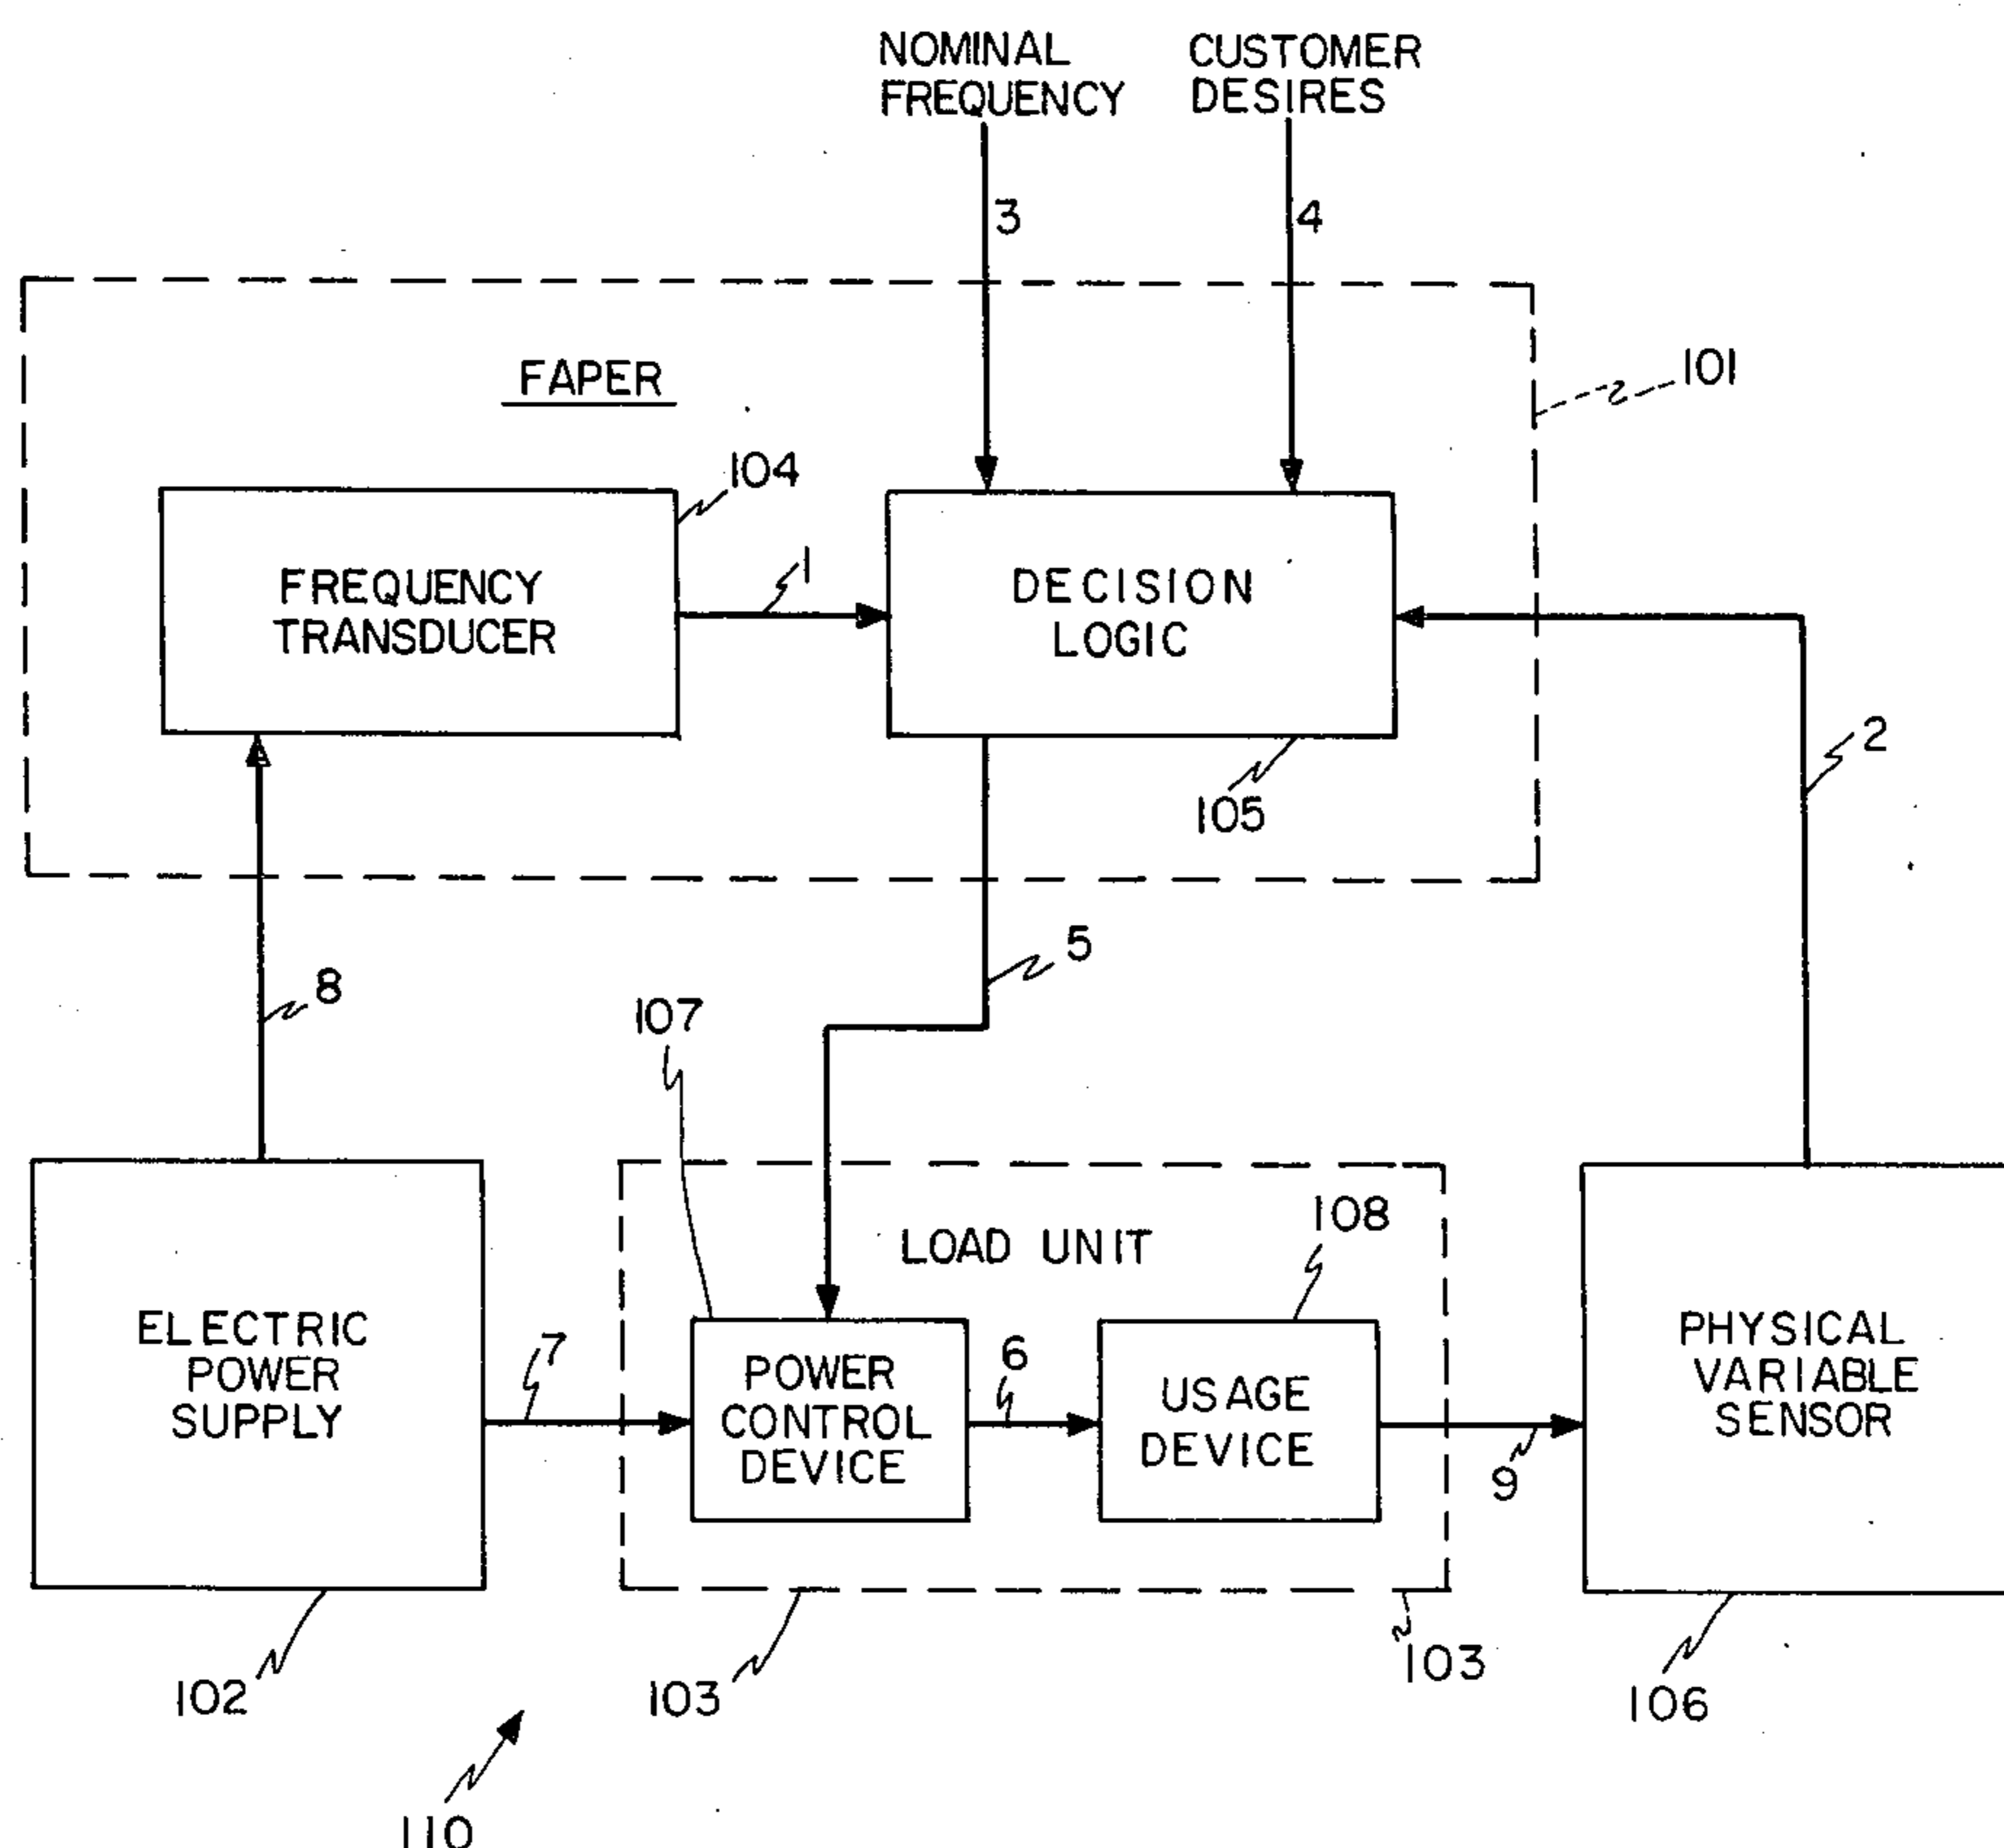 NOMINAL
FREQUENCY
CUSTOMER
DESIRES
3
4
101
FAPER
104
1
FREQUENCY
TRANSDUCER
DECISION
LOGIC
2
105
5
8
107
108
LOAD UNIT
ELECTRIC
POWER
SUPPLY
7
POWER
CONTROL
DEVICE
6
USAGE
DEVICE
9
PHYSICAL
VARIABLE
SENSOR
102
103
103
106
110